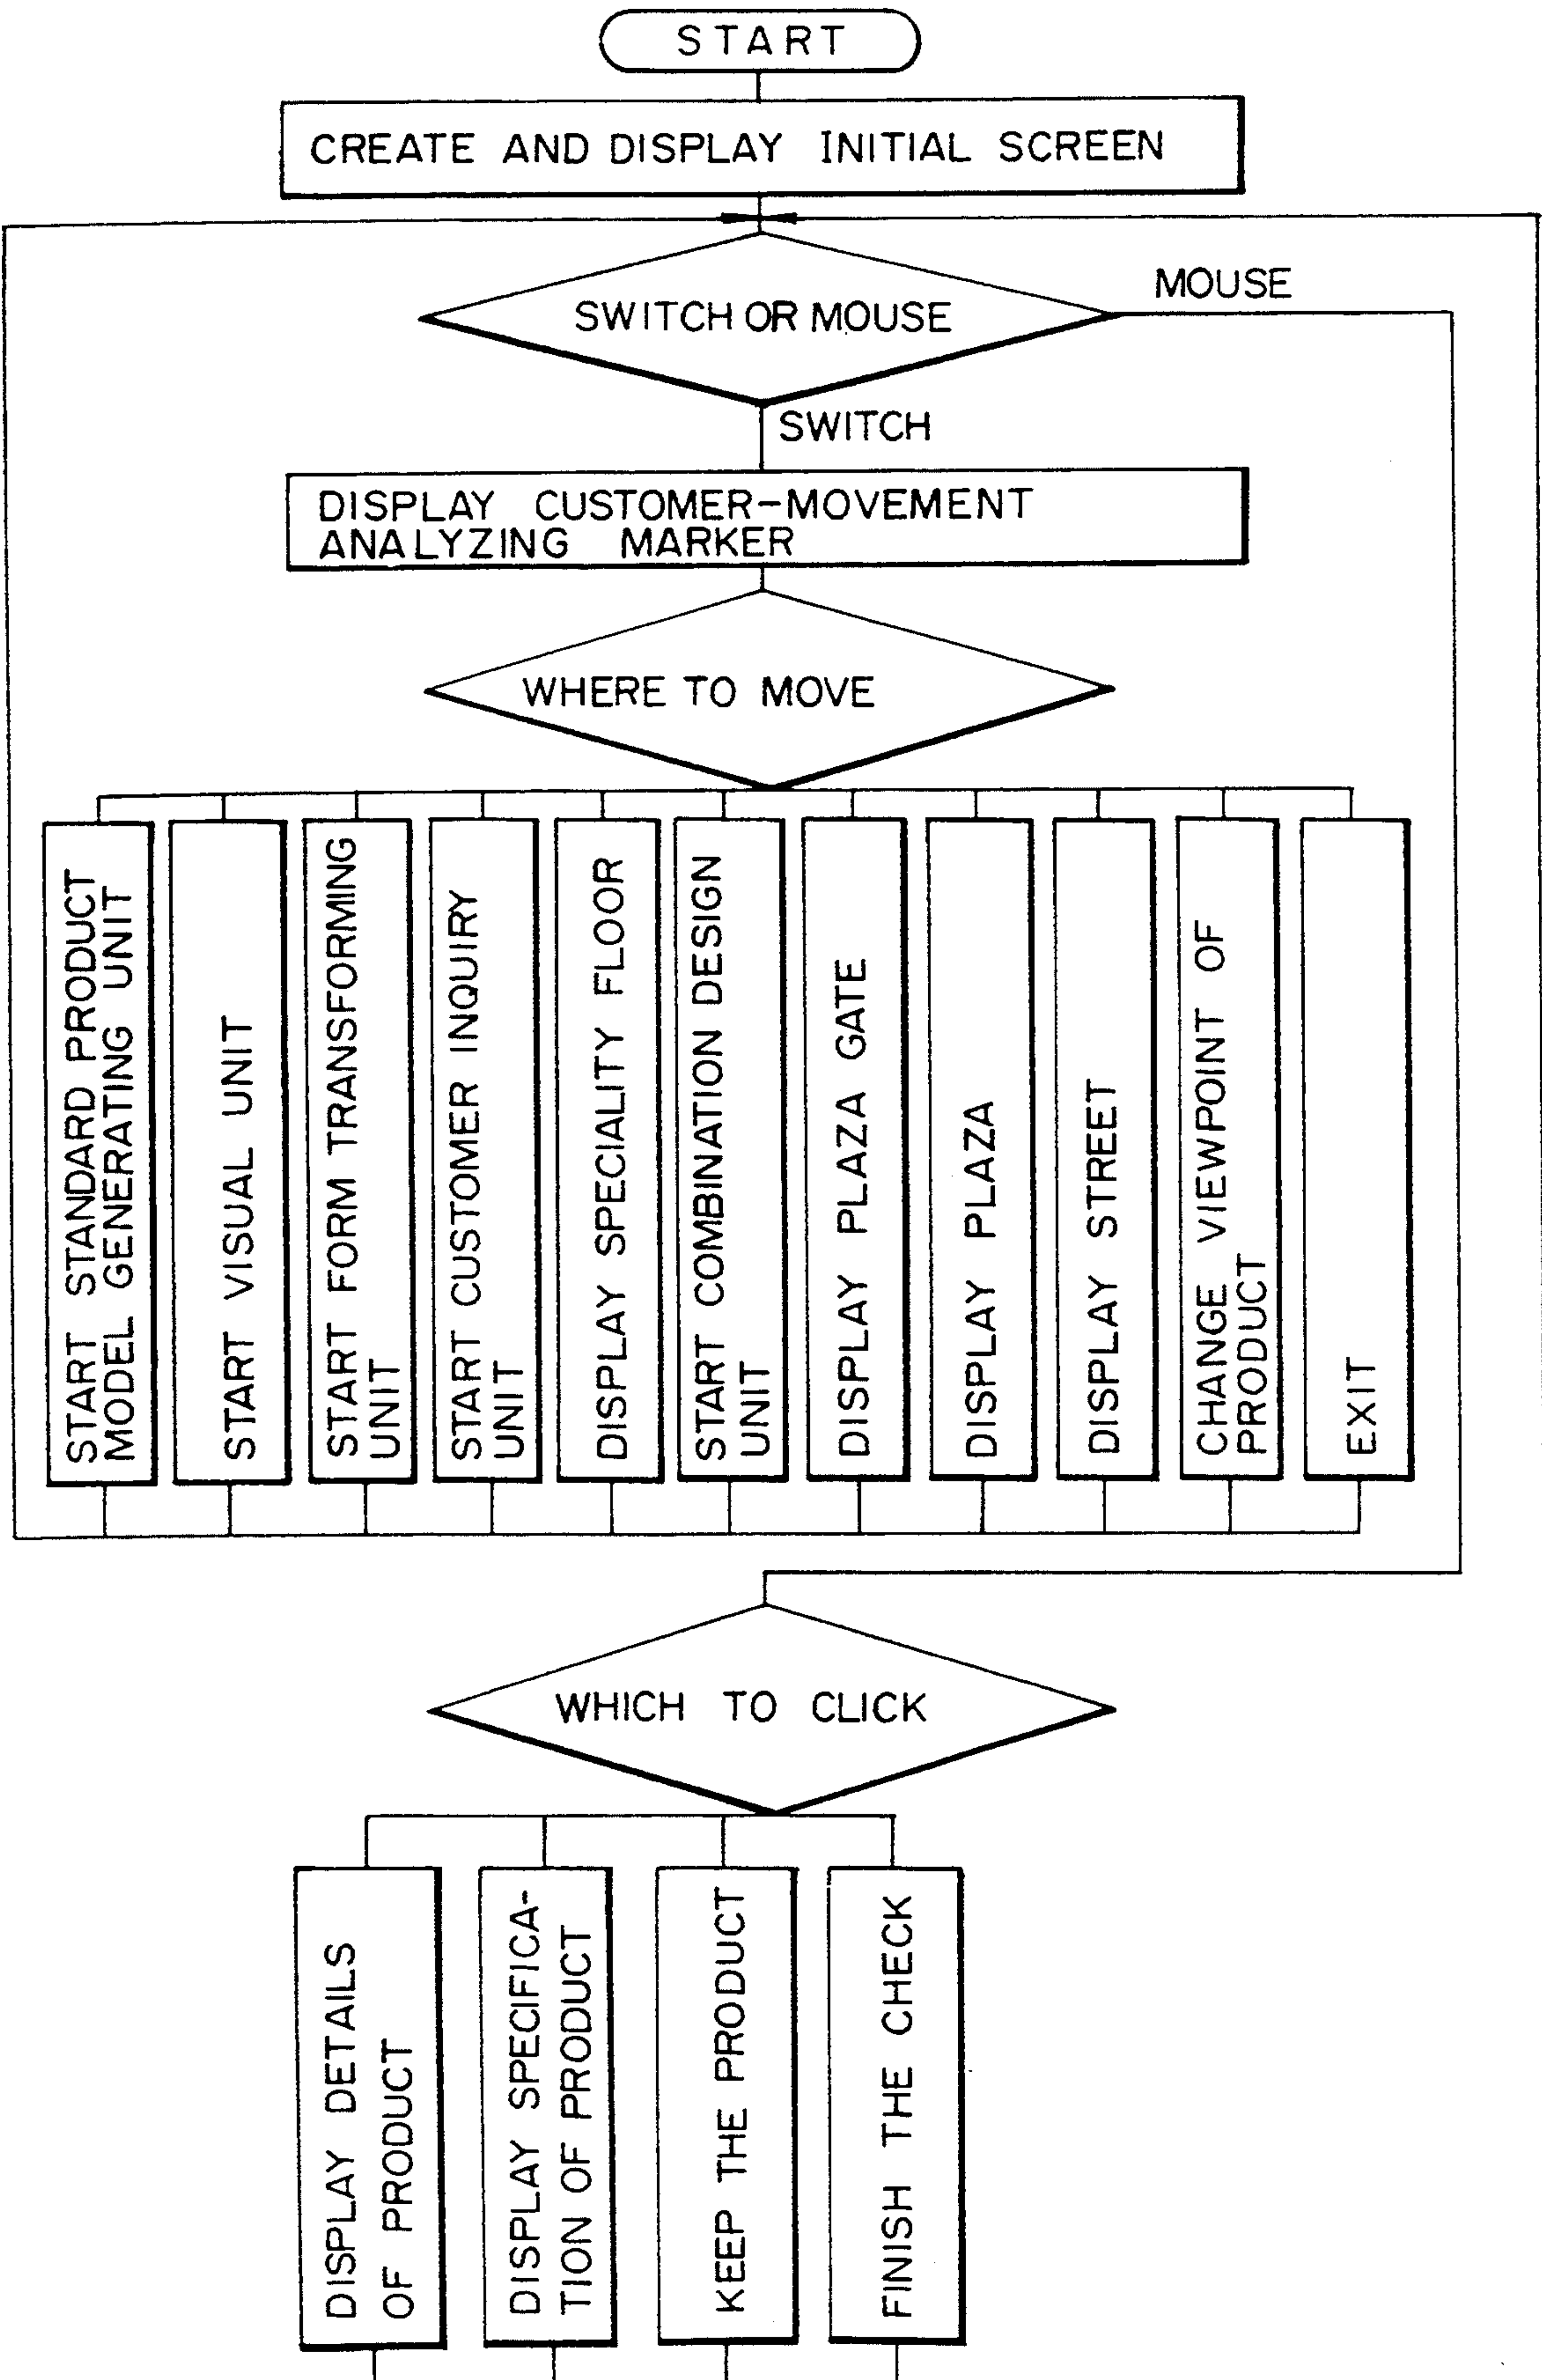 START
CREATE AND DISPLAY INITIAL SCREEN
SWITCH OR MOUSE
MOUSE
SWITCH
DISPLAY CUSTOMER-MOVEMENT
ANALYZING MARKER
WHERE TO MOVE
START STANDARD PRODUCT
MODEL GENERATING UNIT
START VISUAL UNIT
START FORM TRANSFORMING
UNIT
START CUSTOMER INQUIRY
UNIT
DISPLAY SPECIALITY FLOOR
START COMBINATION DESIGN
UNIT
DISPLAY PLAZA GATE
DISPLAY PLAZA
DISPLAY STREET
CHANGE VIEWPOINT OF
PRODUCT
EXIT
WHICH TO CLICK
DISPLAY DETAILS
OF PRODUCT
DISPLAY SPECIFICA-
TION OF PRODUCT
KEEP THE PRODUCT
FINISH THE CHECK